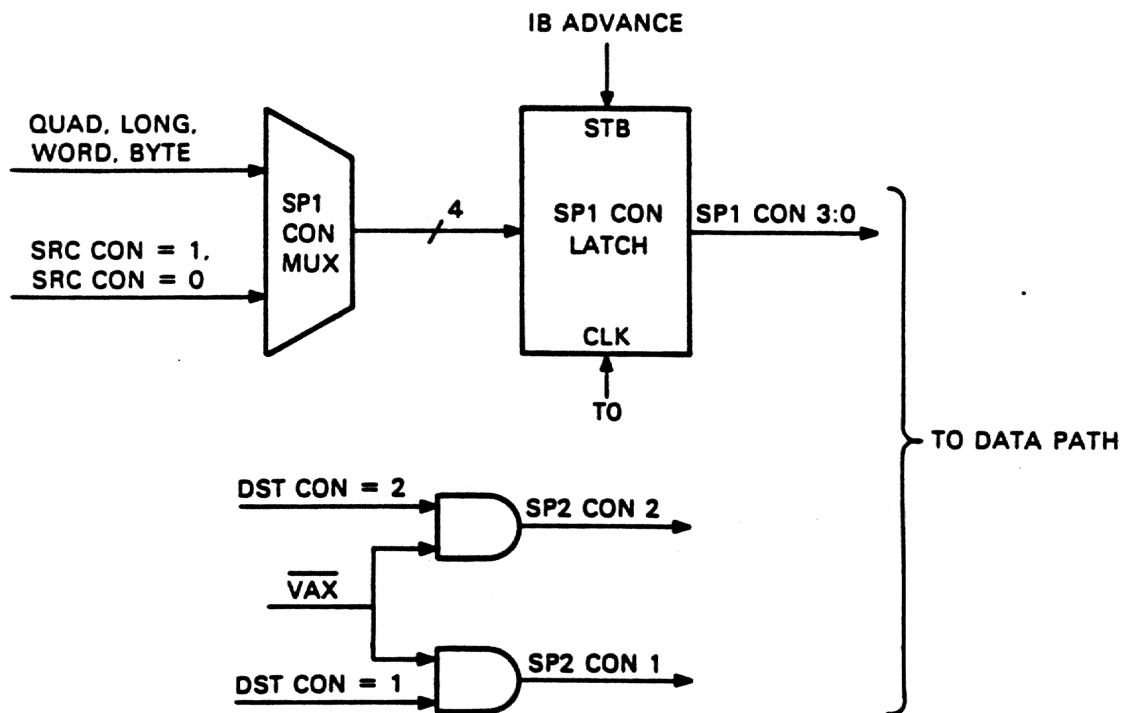 IB ADVANCE
QUAD, LONG,
WORD, BYTE
STB
SP1
CON
MUX
4
SP1 CON
LATCH
SP1 CON 3:0
SRC CON = 1,
SRC CON = 0
CLK
T0
TO DATA PATH
DST CON = 2
SP2 CON 2
VAX
SP2 CON 1
DST CON = 1